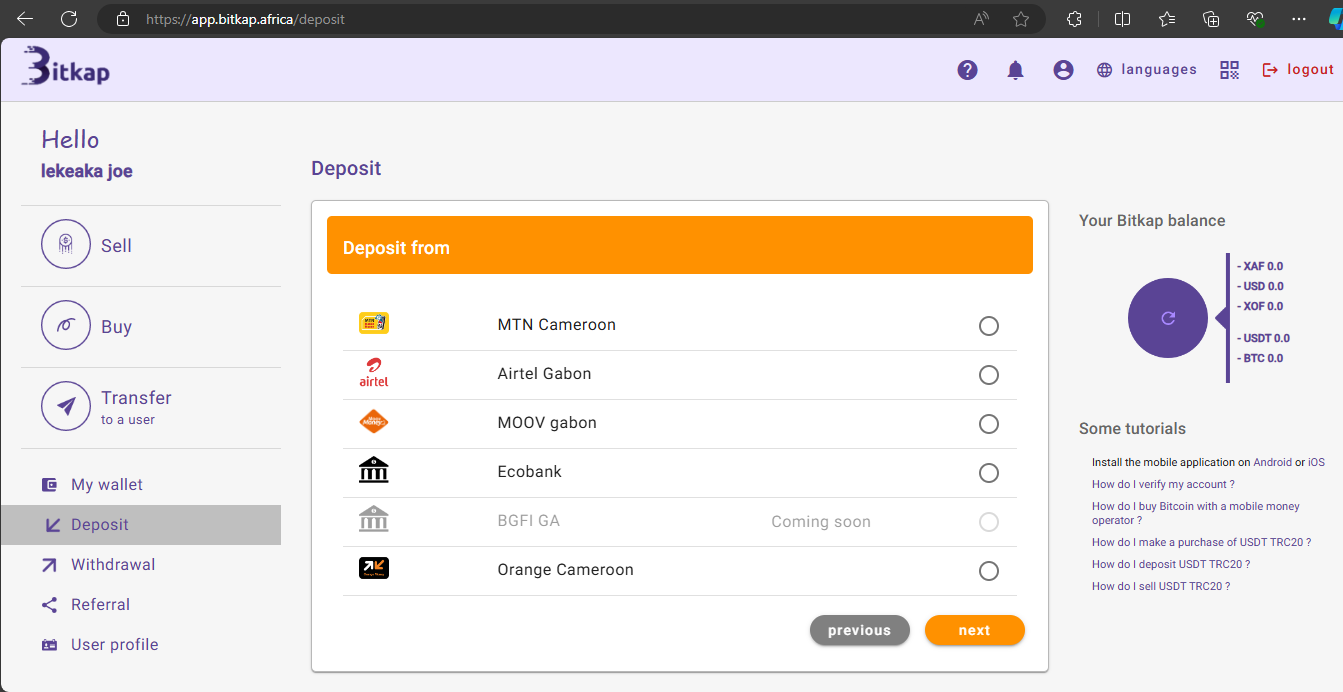 https://app.bitkap.africa/deposit
Bitkap
languages
logout
Hello
lekeaka joe
Sell
Buy
Transfer
to a user
My wallet
Deposit
Withdrawal
Referral
User profile
Deposit
Deposit from
MTN Cameroon
airtel
Airtel Gabon
MOOV gabon
Ecobank
BGFI GA Coming soon
Orange Cameroon
previous next
Your Bitkap balance
- XAF 0.0
- USD 0.0
- XOF 0.0
- USDT 0.0
- BTC 0.0
Some tutorials
Install the mobile application on Android or iOS
How do I verify my account ?
How do I buy Bitcoin with a mobile money
operator ?
How do I make a purchase of USDT TRC20 ?
How do I deposit USDT TRC20 ?
How do I sell USDT TRC20 ?